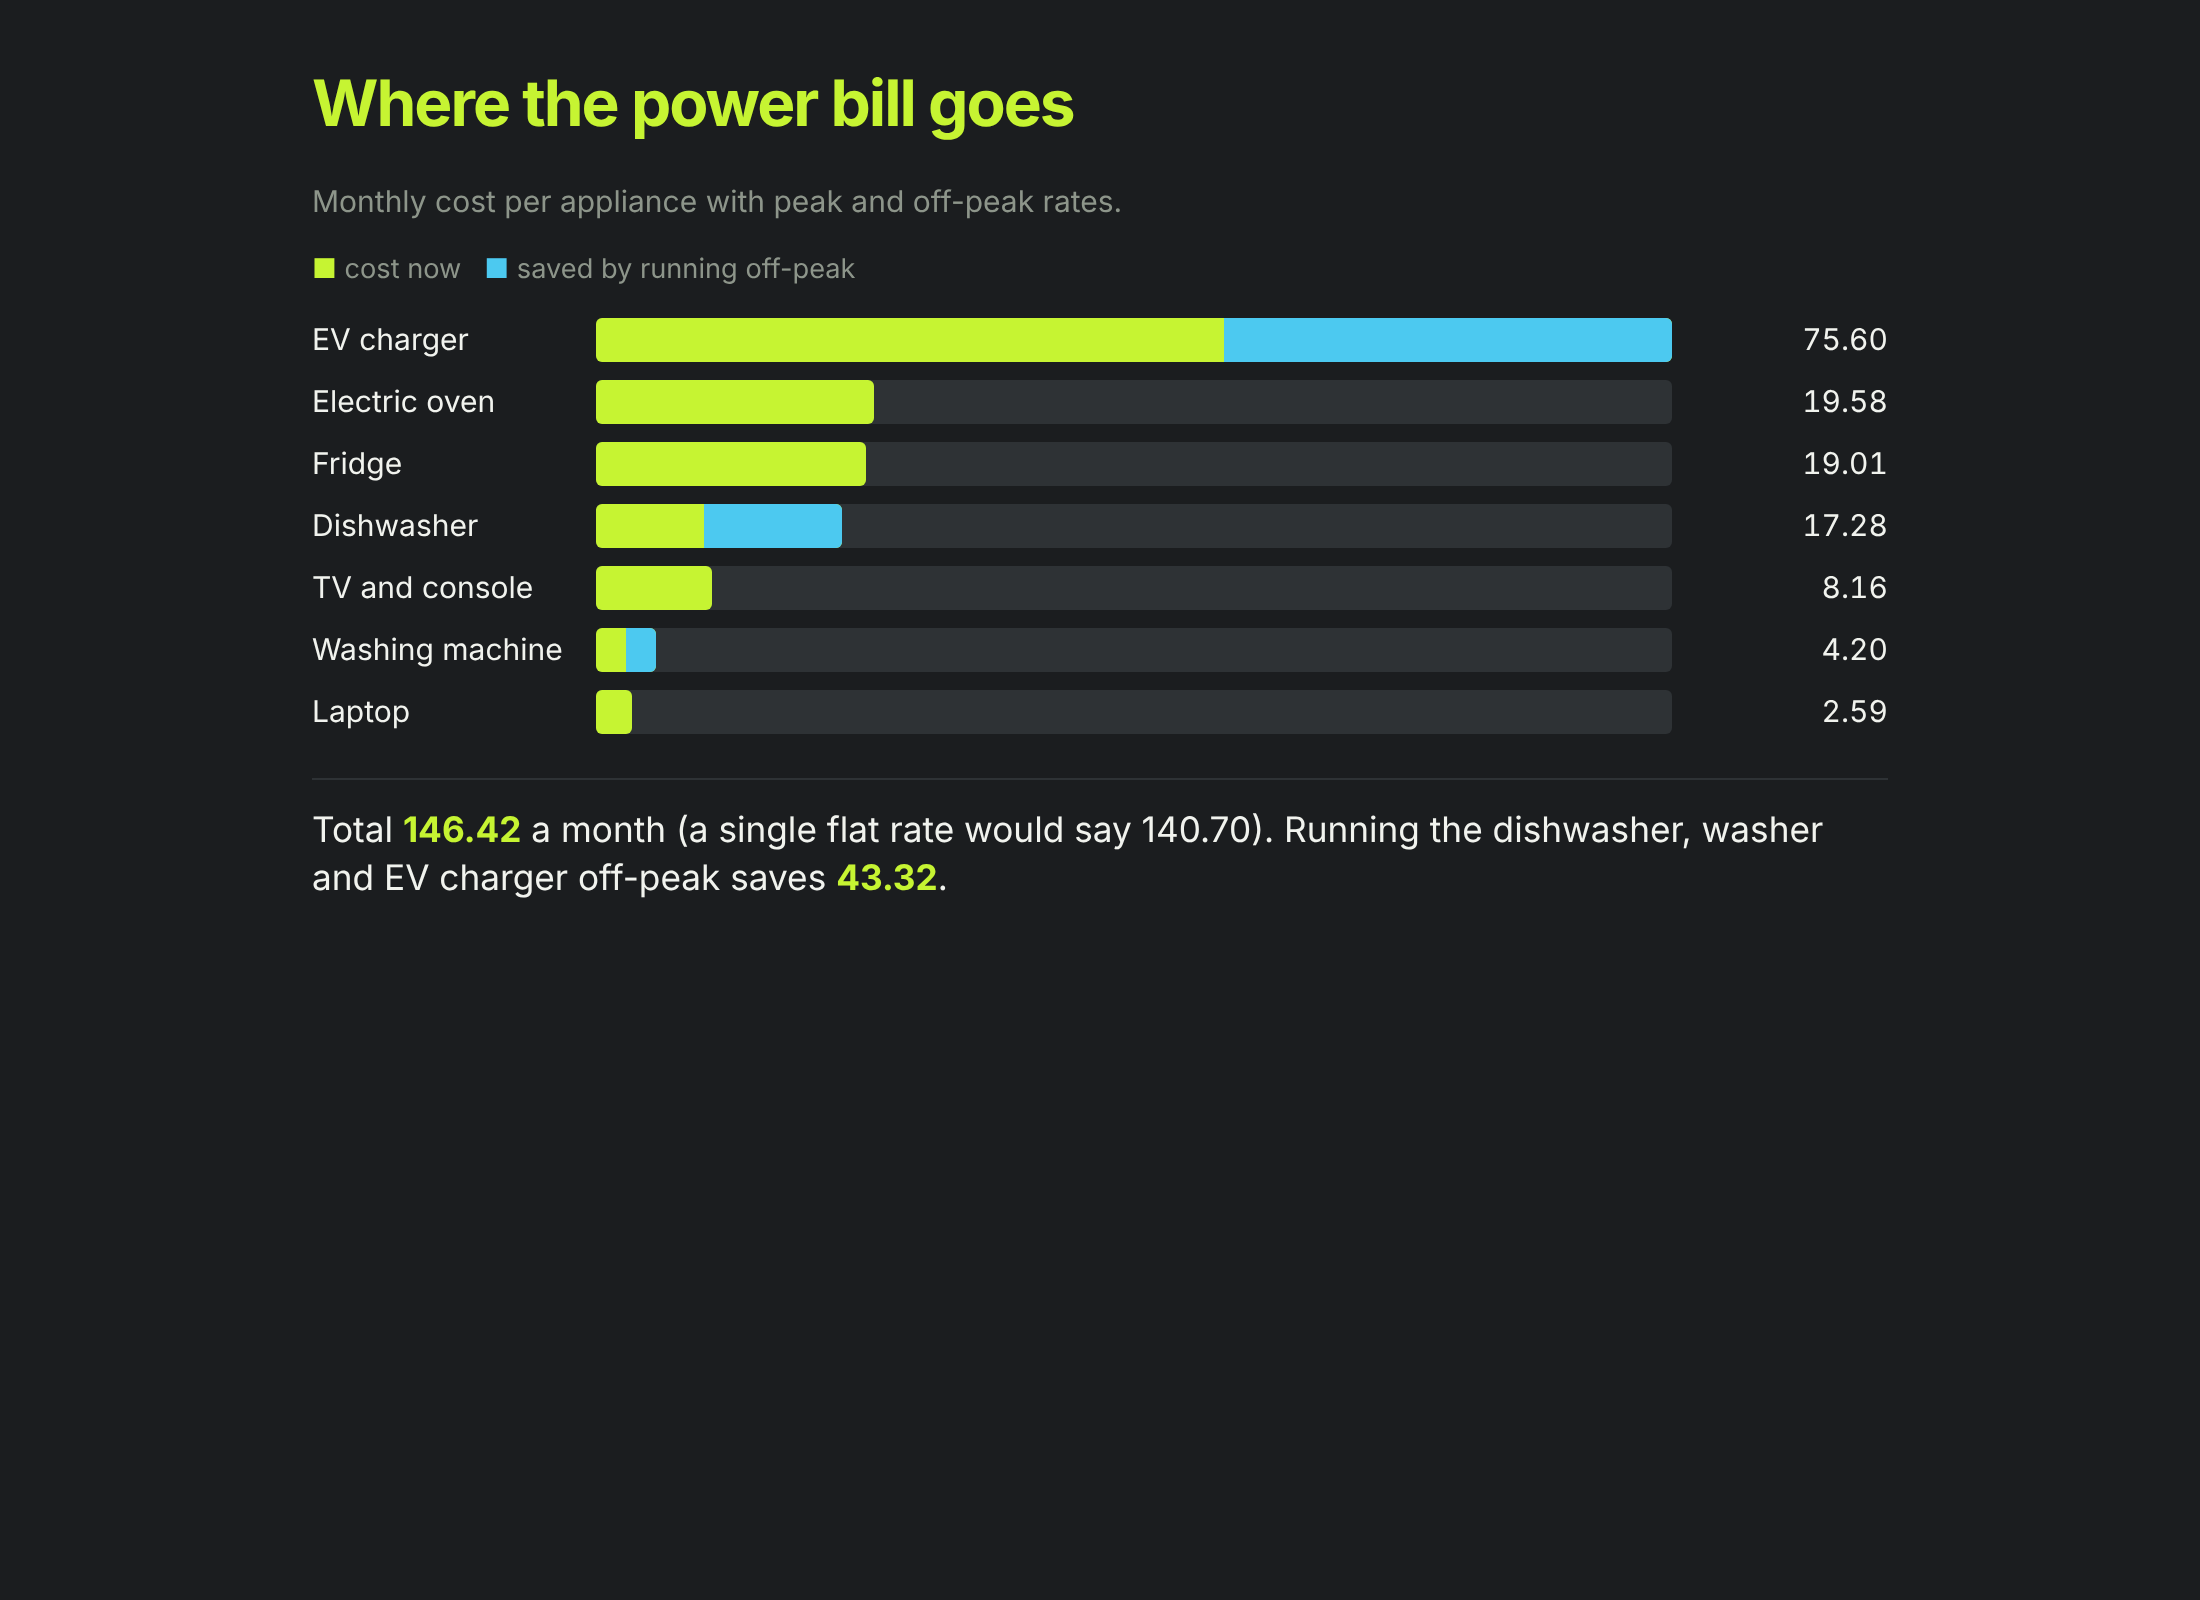 Where the power bill goes
Monthly cost per appliance with peak and off-peak rates.
cost now saved by running off-peak
EV charger 75.60
Electric oven 19.58
Fridge 19.01
Dishwasher 17.28
TV and console 8.16
Washing machine 4.20
Laptop 2.59
Total 146.42 a month (a single flat rate would say 140.70). Running the dishwasher, washer
and EV charger off-peak saves 43.32.